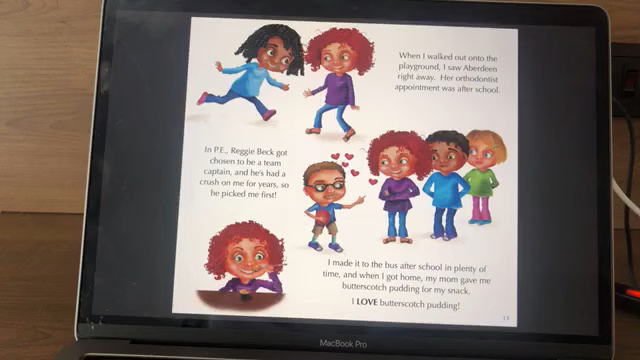 When I walked out onto the
playground, I saw Aberdeen
right away. Her orthodontist
appointment was after school.
In P.E., Reggie Beck got
chosen to be a team
captain, and he's had a
crush on me for years, so
he picked me first!
I made it to the bus after school in plenty of
time, and when I got home, my mom gave me
butterscotch pudding for my snack.
I LOVE butterscotch pudding!
MacBook Pro